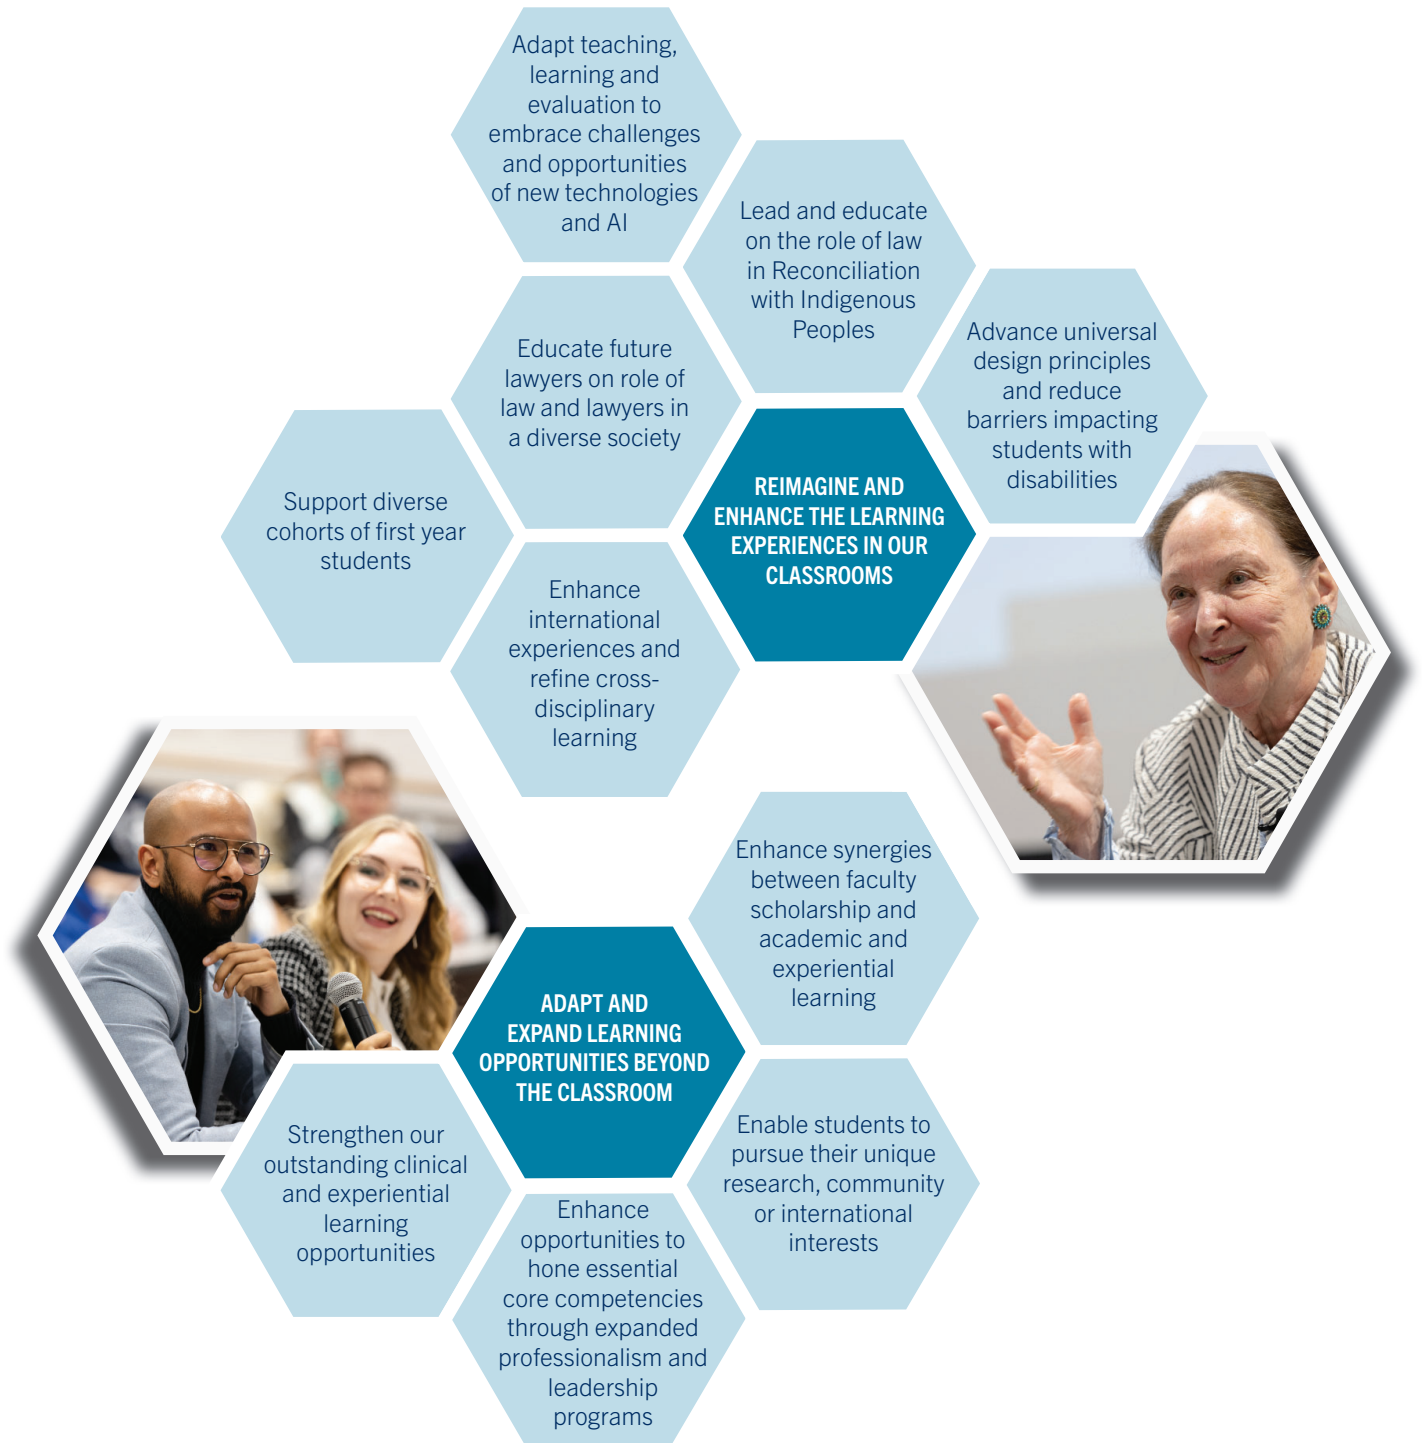 Adapt teaching,
learning and
evaluation to
embrace challenges
and opportunities
of new technologies
and AI
Lead and educate
on the role of law
in Reconciliation
with Indigenous
Peoples
Advance universal
design principles
and reduce
barriers impacting
students with
disabilities
Educate future
lawyers on role of
law and lawyers in
a diverse society
Support diverse
cohorts of first year
students
REIMAGINE AND
ENHANCE THE LEARNING
EXPERIENCES IN OUR
CLASSROOMS
Enhance
international
experiences and
refine cross-
disciplinary
learning
Enhance synergies
between faculty
scholarship and
academic and
experiential
learning
ADAPT AND
EXPAND LEARNING
OPPORTUNITIES BEYOND
THE CLASSROOM
Strengthen our
outstanding clinical
and experiential
learning
opportunities
Enable students to
pursue their unique
research, community
or international
interests
Enhance
opportunities to
hone essential
core competencies
through expanded
professionalism and
leadership
programs